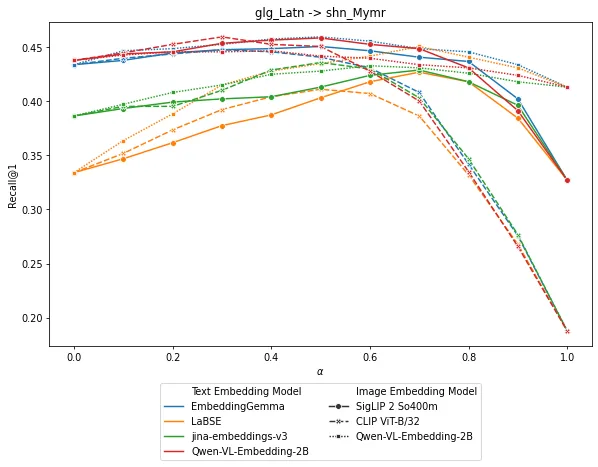 glg_Latn -> shn_Mymr
Recall@1
0.45
0.40
0.35
0.30
0.25
0.20
0.0
0.2
0.4
0.6
0.8
1.0
α
Text Embedding Model
EmbeddingGemma
LaBSE
jina-embeddings-v3
Qwen-VL-Embedding-2B
Image Embedding Model
SigLIP 2 So400m
CLIP ViT-B/32
Qwen-VL-Embedding-2B